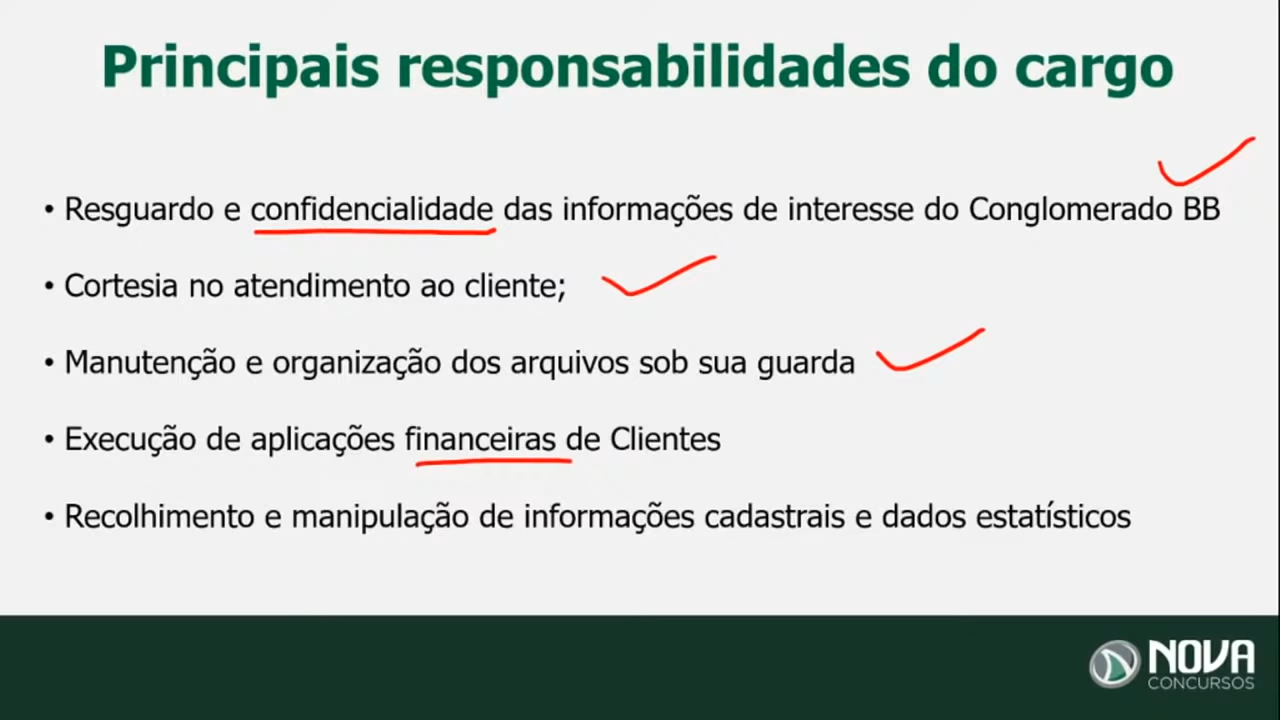 Principais responsabilidades do cargo
• Resguardo e confidencialidade das informações de interesse do Conglomerado BB
• Cortesia no atendimento ao cliente;
• Manutenção e organização dos arquivos sob sua guarda
• Execução de aplicações financeiras de Clientes
• Recolhimento e manipulação de informações cadastrais e dados estatísticos
NOVA
CONCURSOS